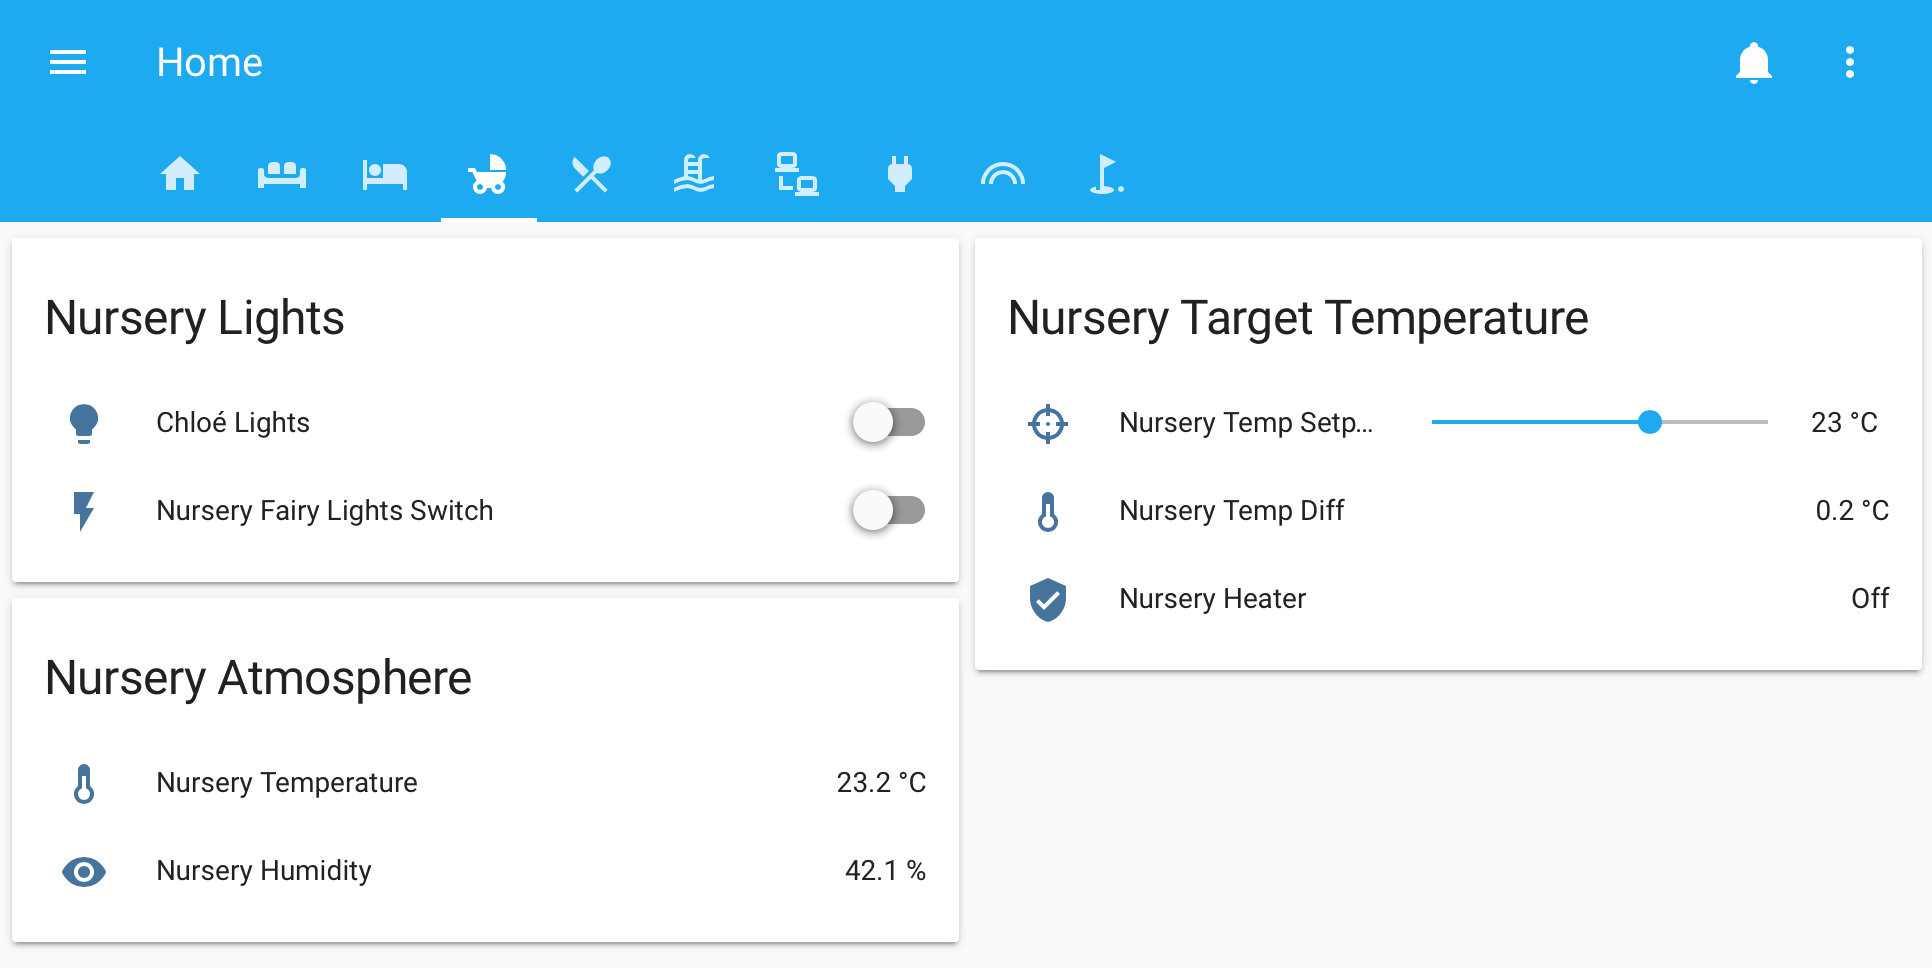 Home
Nursery Lights
Chloé Lights
Nursery Fairy Lights Switch
Nursery Atmosphere
Nursery Temperature 23.2 °C
Nursery Humidity 42.1 %
Nursery Target Temperature
Nursery Temp Setp... 23 °C
Nursery Temp Diff 0.2 °C
Nursery Heater Off